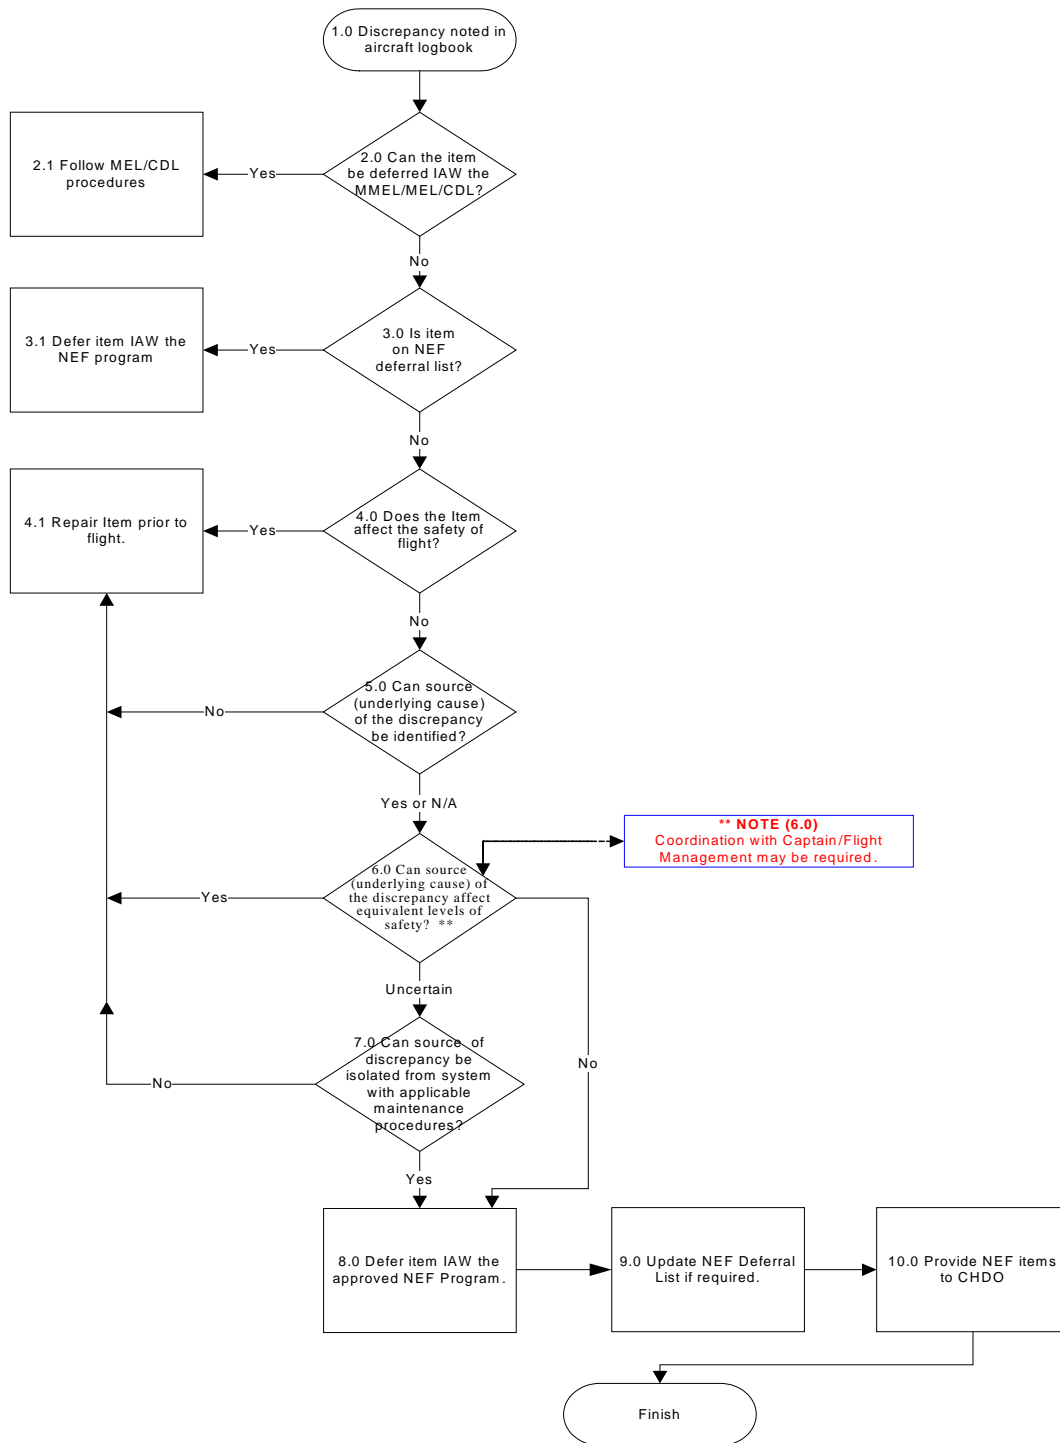 1.0 Discrepancy noted in
aircraft logbook
2.0 Can the item
be deferred IAW the
MMEL/MEL/CDL?
Yes
2.1 Follow MEL/CDL
procedures
No
3.0 Is item
on NEF
deferral list?
Yes
3.1 Defer item IAW the
NEF program
No
4.0 Does the Item
affect the safety of
flight?
Yes
4.1 Repair Item prior to
flight.
No
5.0 Can source
(underlying cause)
of the discrepancy
be identified?
No
Yes or N/A
** NOTE (6.0)
Coordination with Captain/Flight
Management may be required.
6.0 Can source
(underlying cause) of
the discrepancy affect
equivalent levels of
safety? **
Yes
Uncertain
No
7.0 Can source of
discrepancy be
isolated from system
with applicable
maintenance
procedures?
No
Yes
8.0 Defer item IAW the
approved NEF Program.
9.0 Update NEF Deferral
List if required.
10.0 Provide NEF items
to CHDO
Finish